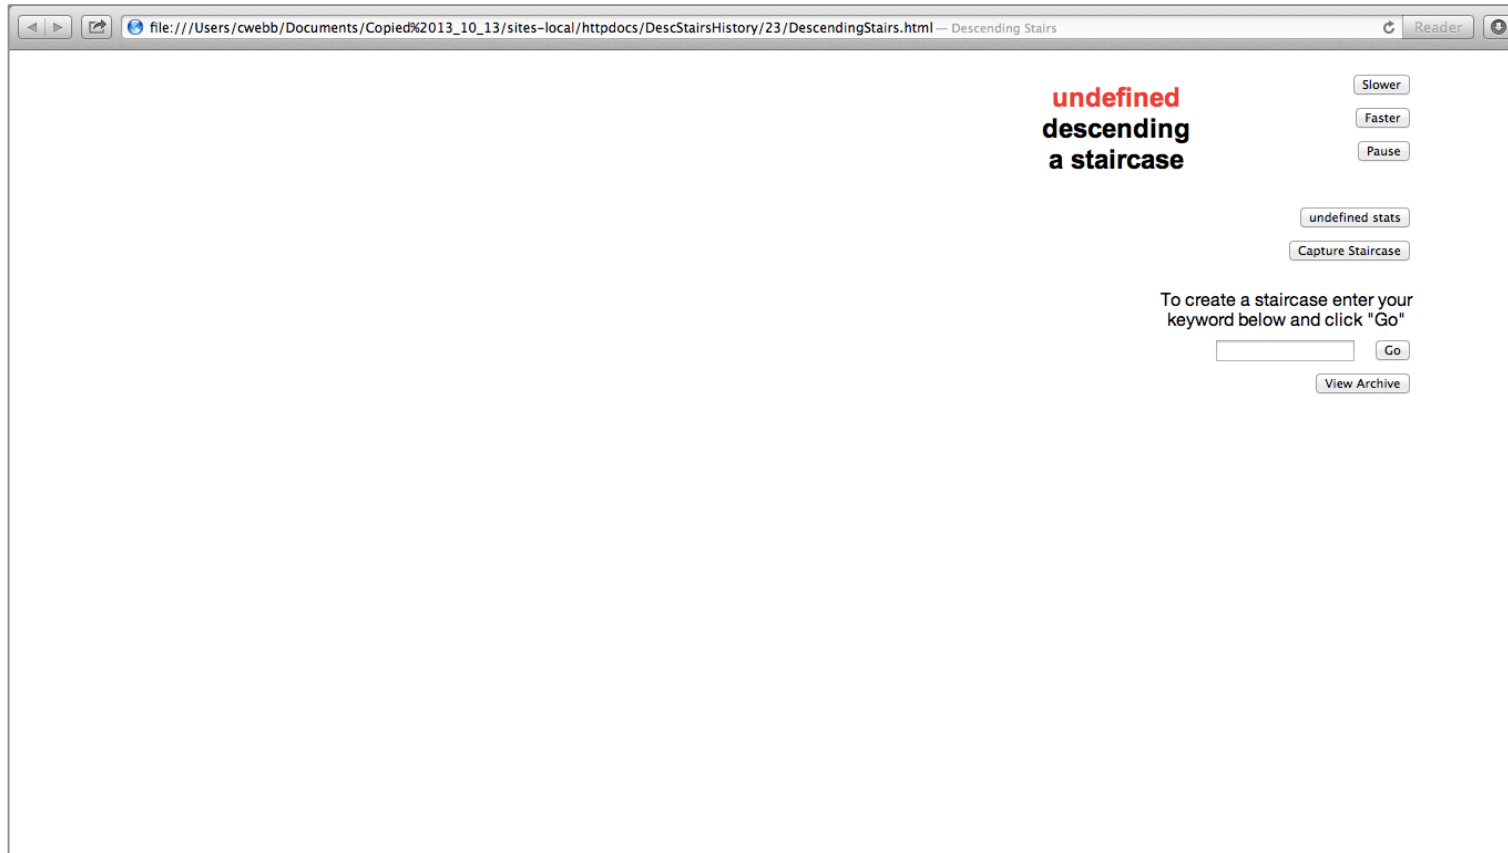 file:///Users/cwebb/Documents/Copied%2013_10_13/sites-local/httpdocs/DescStairsHistory/23/DescendingStairs.html — Descending Stairs
Reader
undefined
descending
a staircase
Slower
Faster
Pause
undefined stats
Capture Staircase
To create a staircase enter your
keyword below and click "Go"
Go
View Archive